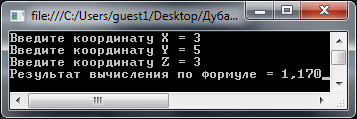 file:///C:/Users/guest1/Desktop/Дуба...
Введите координату X = 3
Введите координату Y = 5
Введите координату Z = 3
Результат вычисления по формуле = 1,170_